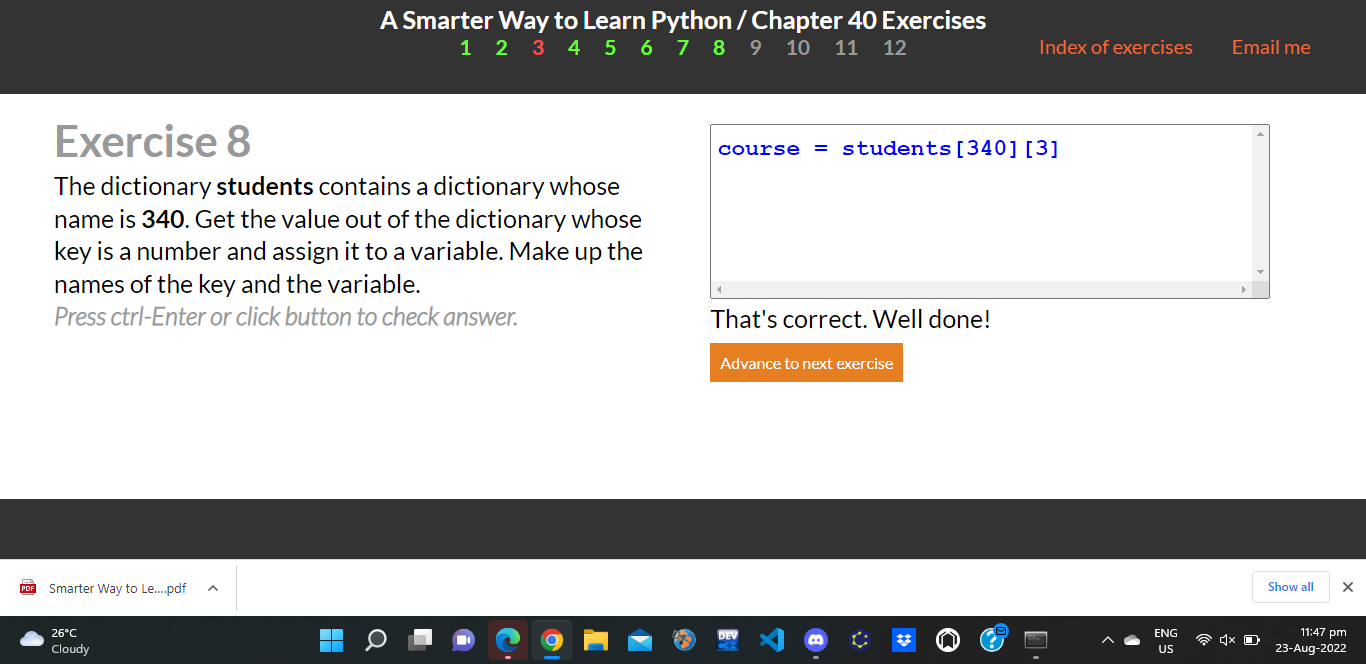 A Smarter Way to Learn Python / Chapter 40 Exercises
1 2 3 4 5 6 7 8 9 10 11 12
Index of exercises Email me
Exercise 8
The dictionary students contains a dictionary whose
name is 340. Get the value out of the dictionary whose
key is a number and assign it to a variable. Make up the
names of the key and the variable.
Press ctrl-Enter or click button to check answer.
course = students[340][3]
That's correct. Well done!
Advance to next exercise
PDF
Smarter Way to Le....pdf
Show all
26°C
Cloudy
DEV
ENG
US
11:47 pm
23-Aug-2022